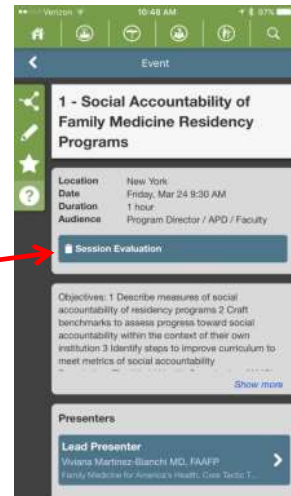 Verizon
10:48 AM
97%
Event
1 - Social Accountability of
Family Medicine Residency
Programs
Location New York
Date Friday, Mar 24 9:30 AM
Duration 1 hour
Audience Program Director / APD / Faculty
Session Evaluation
Objectives: 1 Describe measures of social
accountability of residency programs 2 Craft
benchmarks to assess progress toward social
accountability within the context of their own
institution 3 Identify steps to improve curriculum to
meet metrics of social accountability
Show more
Presenters
Lead Presenter
Viviana Martinez-Bianchi MD, FAAFP
Family Medicine for America's Health, Core Tactic T...